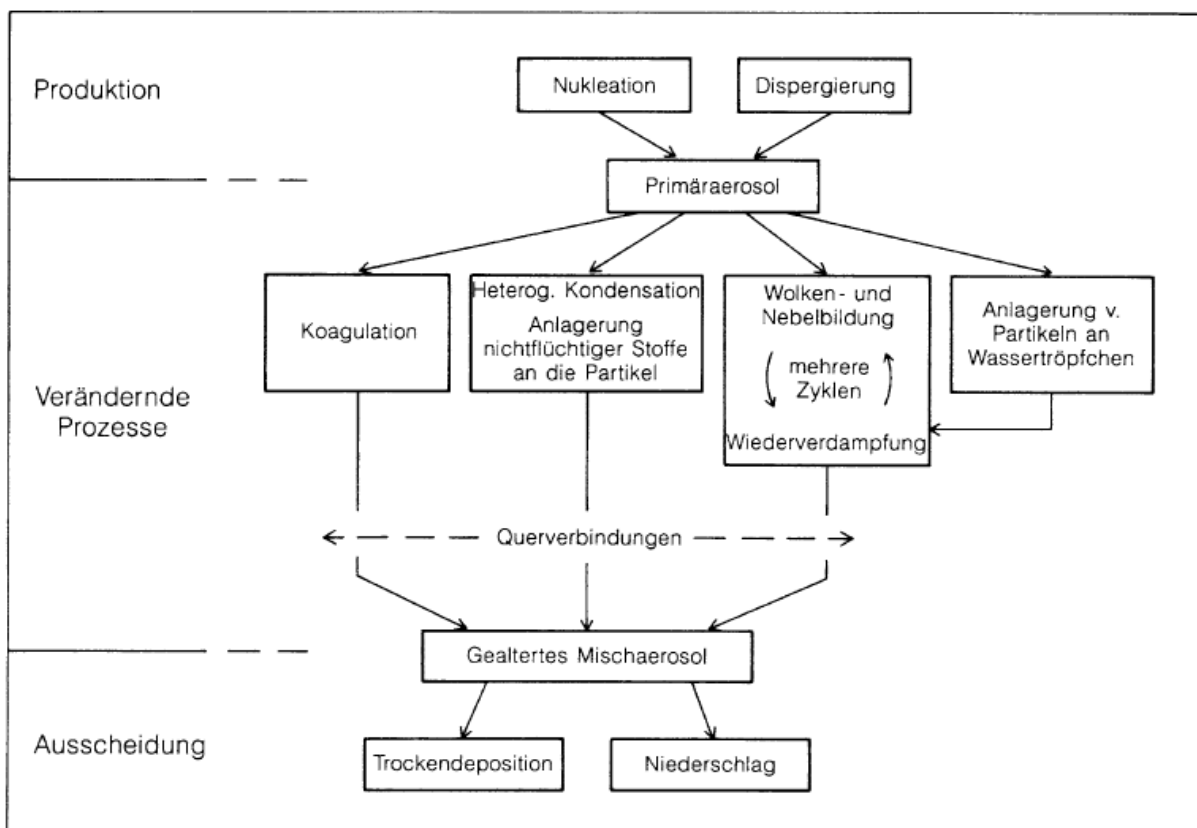 Produktion
Nukleation
Dispergierung
Primäraerosol
Verändernde
Prozesse
Koagulation
Heterog. Kondensation
Anlagerung
nichtflüchtiger Stoffe
an die Partikel
Wolken- und
Nebelbildung
mehrere
Zyklen
Wiederverdampfung
Anlagerung v.
Partikeln an
Wassertröpfchen
Querverbindungen
Gealtertes Mischaerosol
Ausscheidung
Trockendeposition
Niederschlag